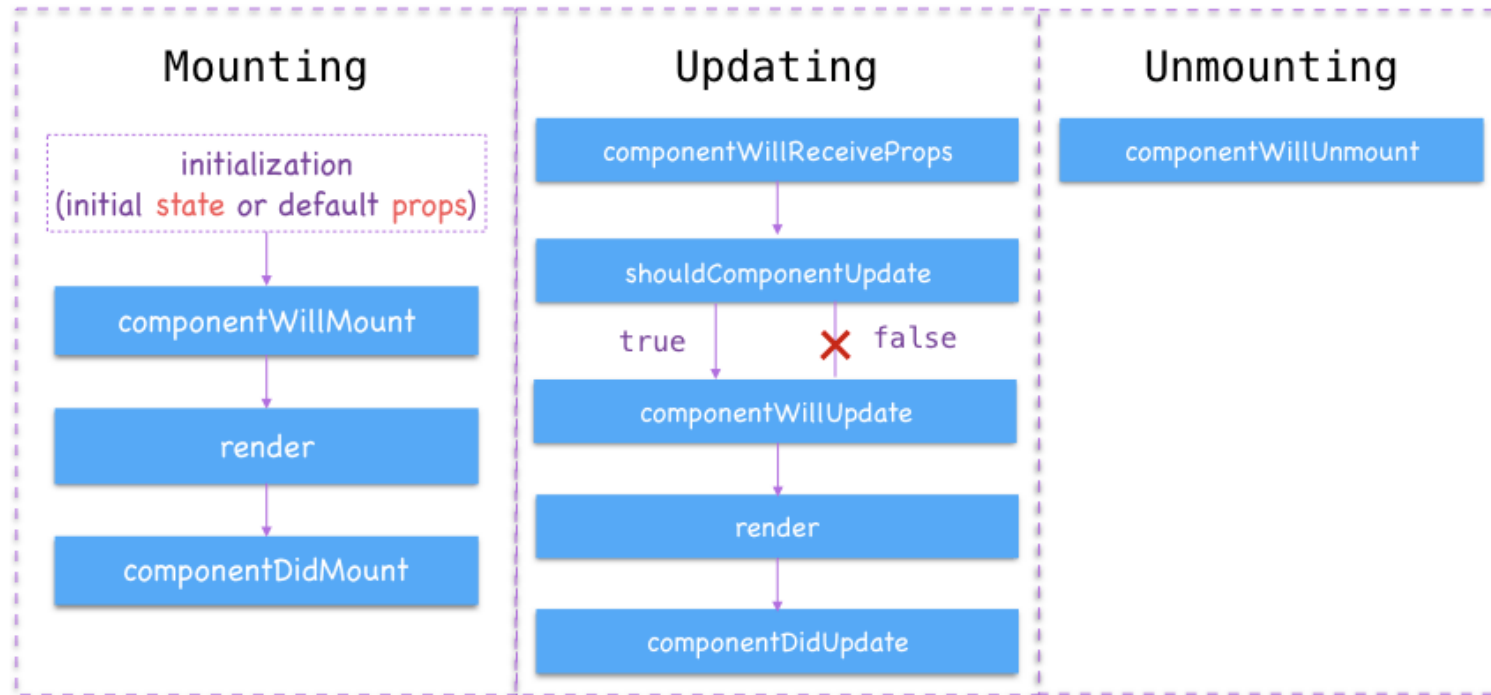 Mounting
initialization
(initial state or default props)
componentWillMount
render
componentDidMount
Updating
componentWillReceiveProps
shouldComponentUpdate
true
false
componentWillUpdate
render
componentDidUpdate
Unmounting
componentWillUnmount